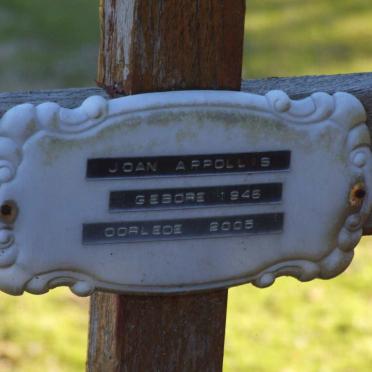 JOAN APPOLLIS
GEBORE 1945
OORLEDE 2005